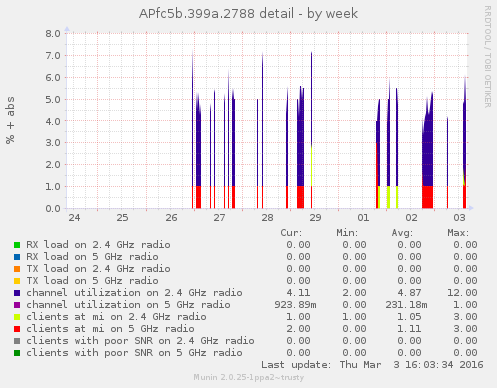 APfc5b.399a.2788 detail - by week
RRDTOOL / TOBI OETIKER
% + abs
8.0
7.0
6.0
5.0
4.0
3.0
2.0
1.0
0.0
24 25 26 27 28 29 01 02 03
Cur: Min: Avg: Max:
RX load on 2.4 GHz radio 0.00 0.00 0.00 0.00
RX load on 5 GHz radio 0.00 0.00 0.00 0.00
TX load on 2.4 GHz radio 0.00 0.00 0.00 0.00
TX load on 5 GHz radio 0.00 0.00 0.00 0.00
channel utilization on 2.4 GHz radio 4.11 2.00 4.87 12.00
channel utilization on 5 GHz radio 923.89m 0.00 231.18m 1.00
clients at mi on 2.4 GHz radio 1.00 1.00 1.05 3.00
clients at mi on 5 GHz radio 2.00 1.11 3.00
clients with poor SNR on 2.4 GHz radio 0.00 0.00 0.00 0.00
clients with poor SNR on 5 GHz radio 0.00 0.00 0.00 0.00
Last update: Thu Mar 3 16:03:34 2016
Munin 2.0.25-1ppa2~trusty